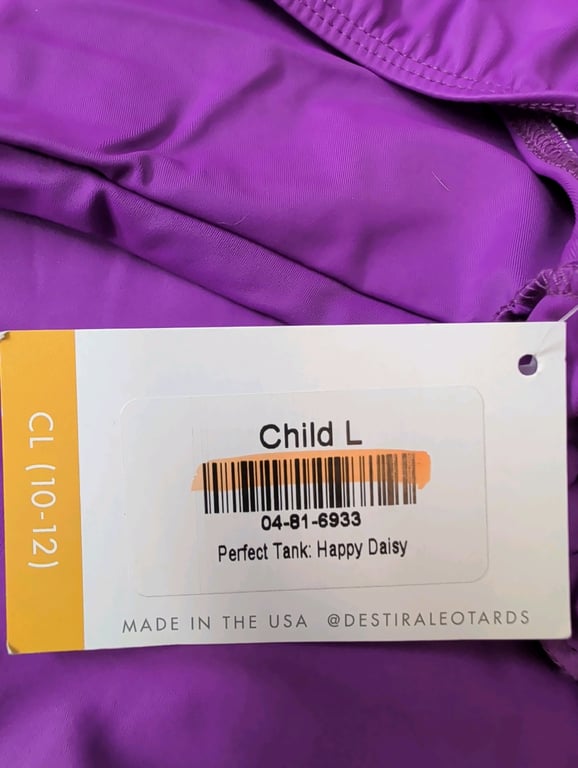 CL (10-12)
Child L
04-81-6933
Perfect Tank: Happy Daisy
MADE IN THE USA @DESTIRALEOTARDS